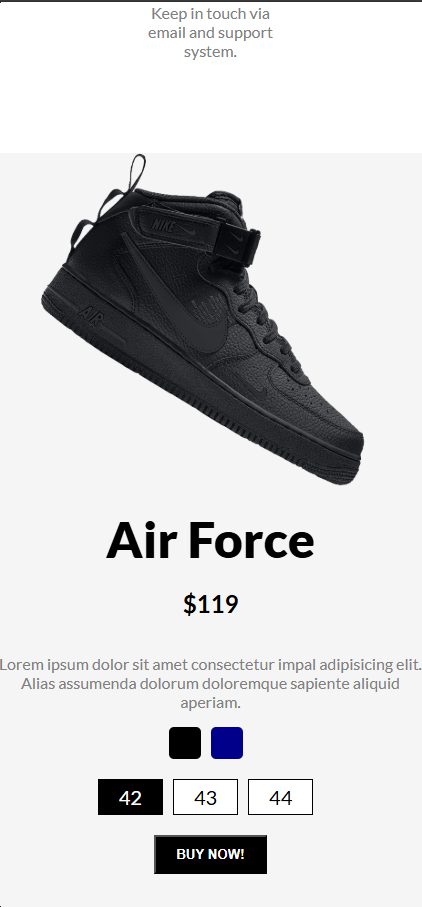 Keep in touch via
email and support
system.
NIKE
AIR
Air Force
$119
Lorem ipsum dolor sit amet consectetur impal adipisicing elit.
Alias assumenda dolorum doloremque sapiente aliquid
aperiam.
42 43 44
BUY NOW!